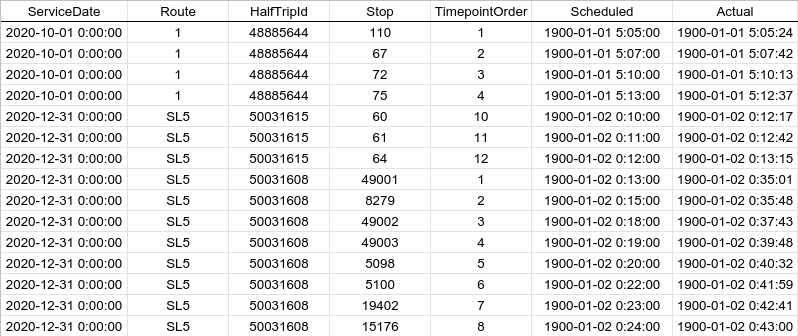 ServiceDate Route HalfTripId Stop TimepointOrder Scheduled Actual
2020-10-01 0:00:00 1 48885644 110 1 1900-01-01 5:05:00 1900-01-01 5:05:24
2020-10-01 0:00:00 1 48885644 67 2 1900-01-01 5:07:00 1900-01-01 5:07:42
2020-10-01 0:00:00 1 48885644 72 3 1900-01-01 5:10:00 1900-01-01 5:10:13
2020-10-01 0:00:00 1 48885644 75 4 1900-01-01 5:13:00 1900-01-01 5:12:37
2020-12-31 0:00:00 SL5 50031615 60 10 1900-01-02 0:10:00 1900-01-02 0:12:17
2020-12-31 0:00:00 SL5 50031615 61 11 1900-01-02 0:11:00 1900-01-02 0:12:42
2020-12-31 0:00:00 SL5 50031615 64 12 1900-01-02 0:12:00 1900-01-02 0:13:15
2020-12-31 0:00:00 SL5 50031608 49001 1 1900-01-02 0:13:00 1900-01-02 0:35:01
2020-12-31 0:00:00 SL5 50031608 8279 2 1900-01-02 0:15:00 1900-01-02 0:35:48
2020-12-31 0:00:00 SL5 50031608 49002 3 1900-01-02 0:18:00 1900-01-02 0:37:43
2020-12-31 0:00:00 SL5 50031608 49003 4 1900-01-02 0:19:00 1900-01-02 0:39:48
2020-12-31 0:00:00 SL5 50031608 5098 5 1900-01-02 0:20:00 1900-01-02 0:40:32
2020-12-31 0:00:00 SL5 50031608 5100 6 1900-01-02 0:22:00 1900-01-02 0:41:59
2020-12-31 0:00:00 SL5 50031608 19402 7 1900-01-02 0:23:00 1900-01-02 0:42:41
2020-12-31 0:00:00 SL5 50031608 15176 8 1900-01-02 0:24:00 1900-01-02 0:43:00